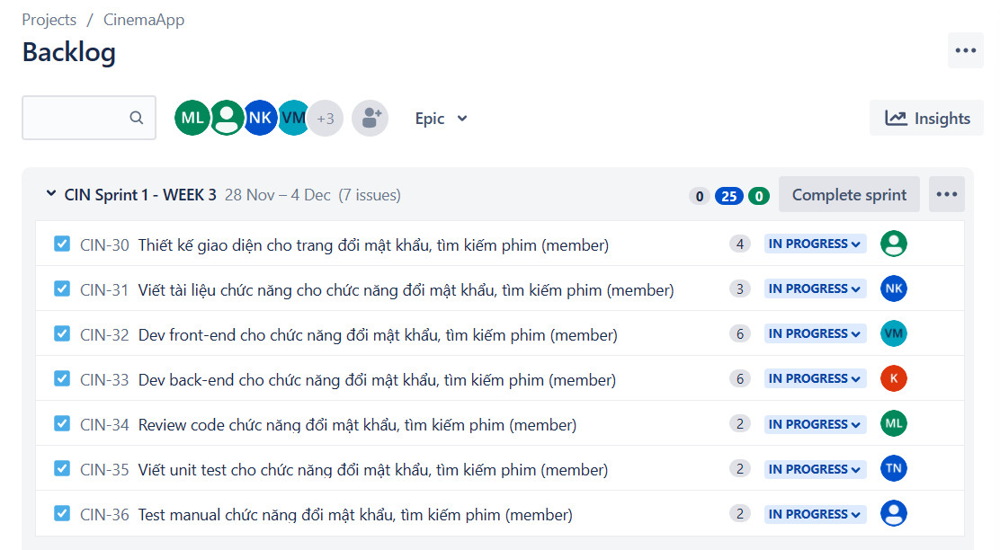 Projects / CinemaApp
Backlog
ML NK VM +3 Epic Insights
CIN Sprint 1 - WEEK 3 28 Nov – 4 Dec (7 issues) 0 25 0 Complete sprint
CIN-30 Thiết kế giao diện cho trang đổi mật khẩu, tìm kiếm phim (member) 4 IN PROGRESS
CIN-31 Viết tài liệu chức năng cho chức năng đổi mật khẩu, tìm kiếm phim (member) 3 IN PROGRESS NK
CIN-32 Dev front-end cho chức năng đổi mật khẩu, tìm kiếm phim (member) 6 IN PROGRESS VM
CIN-33 Dev back-end cho chức năng đổi mật khẩu, tìm kiếm phim (member) 6 IN PROGRESS K
CIN-34 Review code chức năng đổi mật khẩu, tìm kiếm phim (member) 2 IN PROGRESS ML
CIN-35 Viết unit test cho chức năng đổi mật khẩu, tìm kiếm phim (member) 2 IN PROGRESS TN
CIN-36 Test manual chức năng đổi mật khẩu, tìm kiếm phim (member) 2 IN PROGRESS